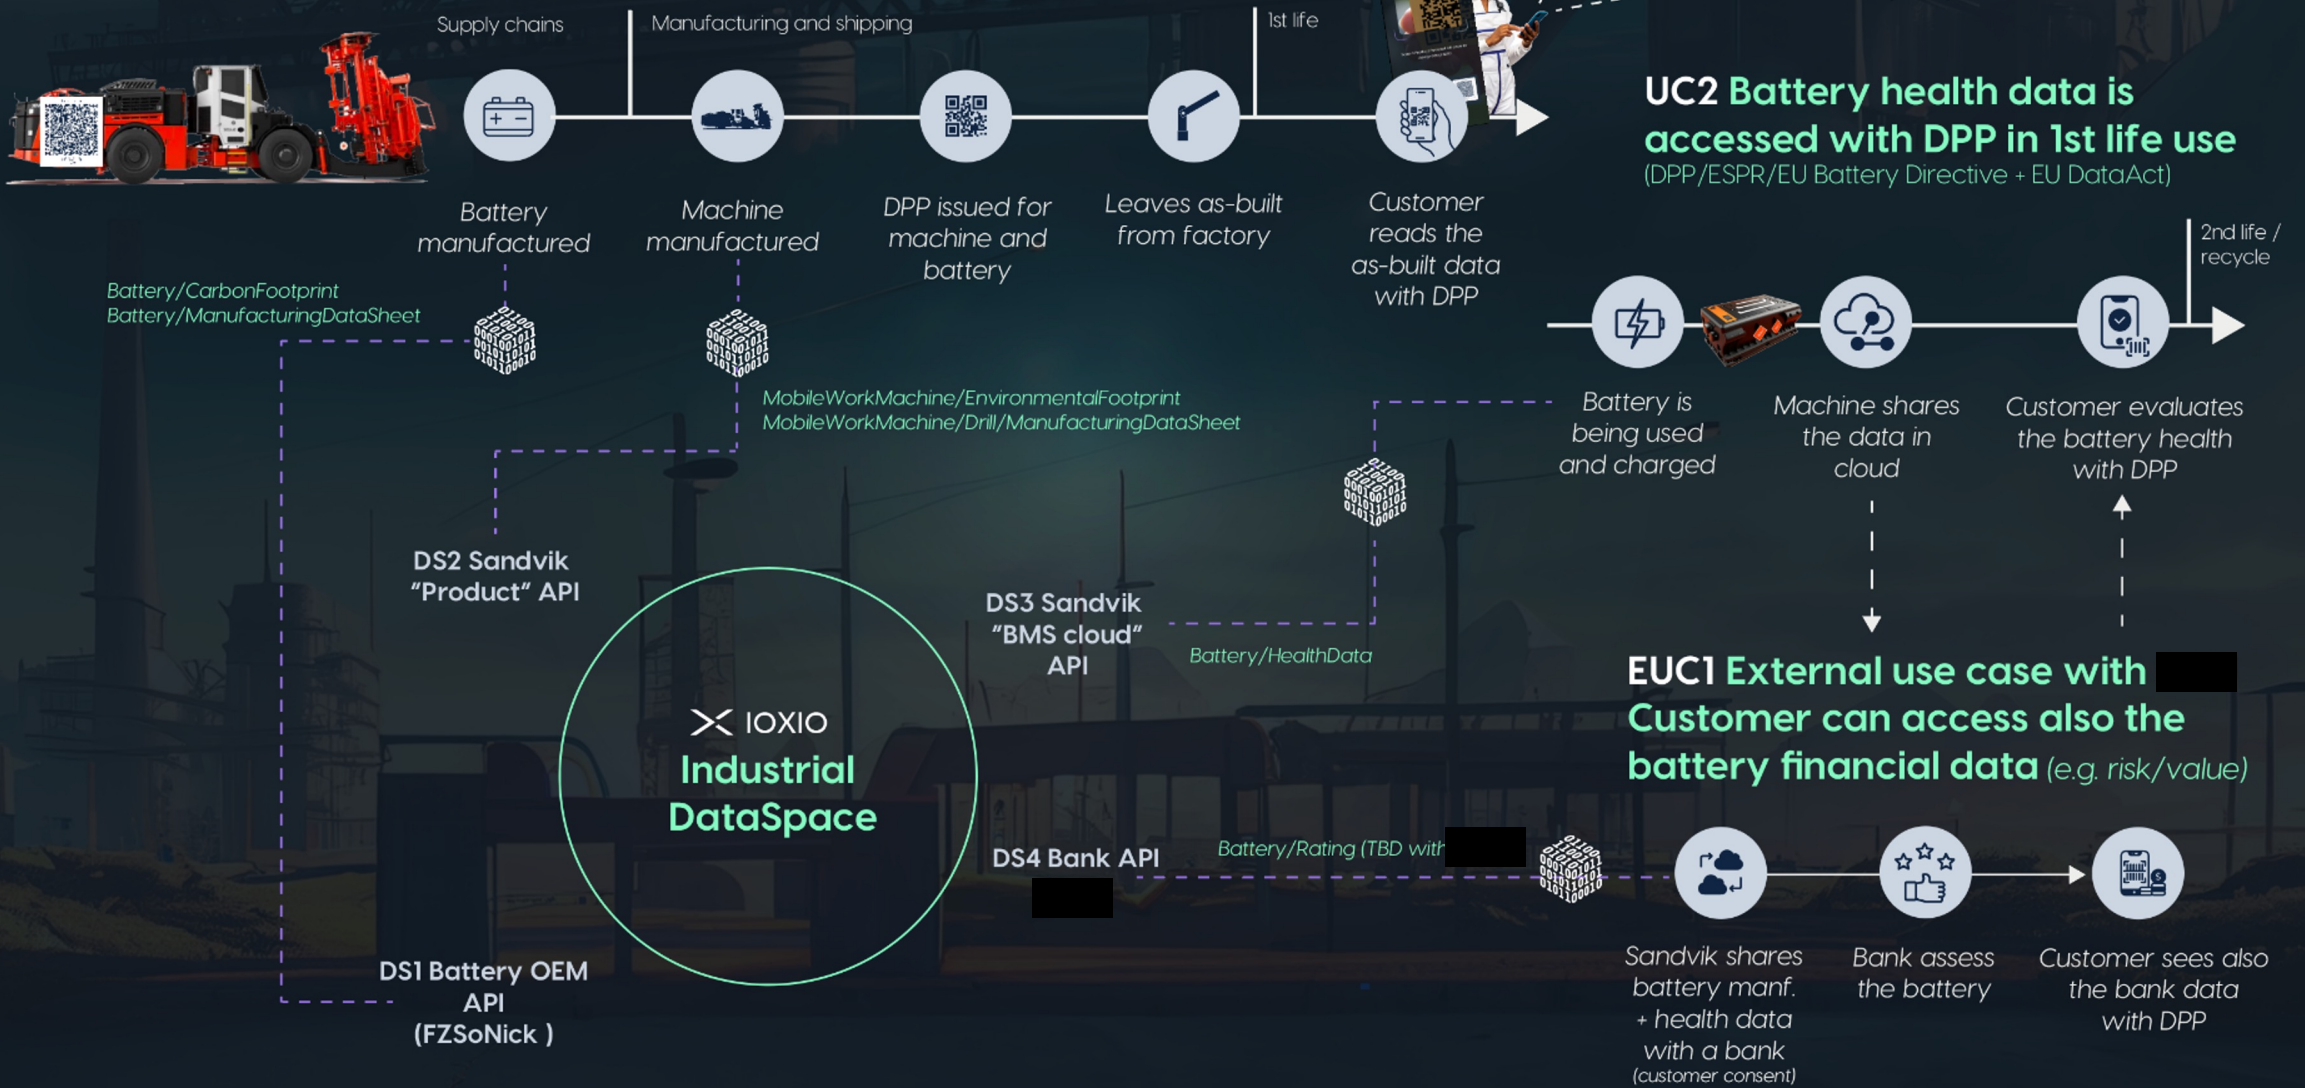 Supply chains
Manufacturing and shipping
1st life
Battery
manufactured
Machine
manufactured
DPP issued for
machine and
battery
Leaves as-built
from factory
Customer
reads the
as-built data
with DPP
UC2 Battery health data is
accessed with DPP in 1st life use
(DPP/ESPR/EU Battery Directive + EU DataAct)
2nd life /
recycle
Battery/CarbonFootprint
Battery/ManufacturingDataSheet
MobileWorkMachine/EnvironmentalFootprint
MobileWorkMachine/Drill/ManufacturingDataSheet
Battery is
being used
and charged
Machine shares
the data in
cloud
Customer evaluates
the battery health
with DPP
DS2 Sandvik
“Product” API
DS3 Sandvik
“BMS cloud”
API
Battery/HealthData
IOXIO
Industrial
DataSpace
EUC1 External use case with
Customer can access also the
battery financial data (e.g. risk/value)
DS4 Bank API
Battery/Rating (TBD with
DS1 Battery OEM
API
(FZSoNick )
Sandvik shares
battery manf.
+ health data
with a bank
(customer consent)
Bank assess
the battery
Customer sees also
the bank data
with DPP